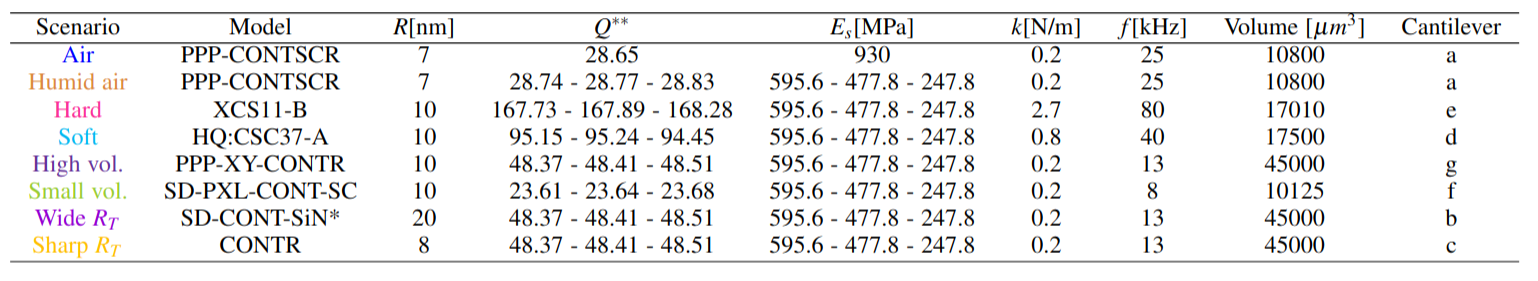 Scenario Model R[nm] Q** E_s[MPa] k[N/m] f[kHz] Volume [μm³] Cantilever
Air PPP-CONTSCR 7 28.65 930 0.2 25 10800 a
Humid air PPP-CONTSCR 7 28.74 - 28.77 - 28.83 595.6 - 477.8 - 247.8 0.2 25 10800 a
Hard XCS11-B 10 167.73 - 167.89 - 168.28 595.6 - 477.8 - 247.8 2.7 80 17010 e
Soft HQ:CSC37-A 10 95.15 - 95.24 - 94.45 595.6 - 477.8 - 247.8 0.8 40 17500 d
High vol. PPP-XY-CONTR 10 48.37 - 48.41 - 48.51 595.6 - 477.8 - 247.8 0.2 13 45000 g
Small vol. SD-PXL-CONT-SC 10 23.61 - 23.64 - 23.68 595.6 - 477.8 - 247.8 0.2 8 10125 f
Wide R_T SD-CONT-SiN* 20 48.37 - 48.41 - 48.51 595.6 - 477.8 - 247.8 0.2 13 45000 b
Sharp R_T CONTR 8 48.37 - 48.41 - 48.51 595.6 - 477.8 - 247.8 0.2 13 45000 c